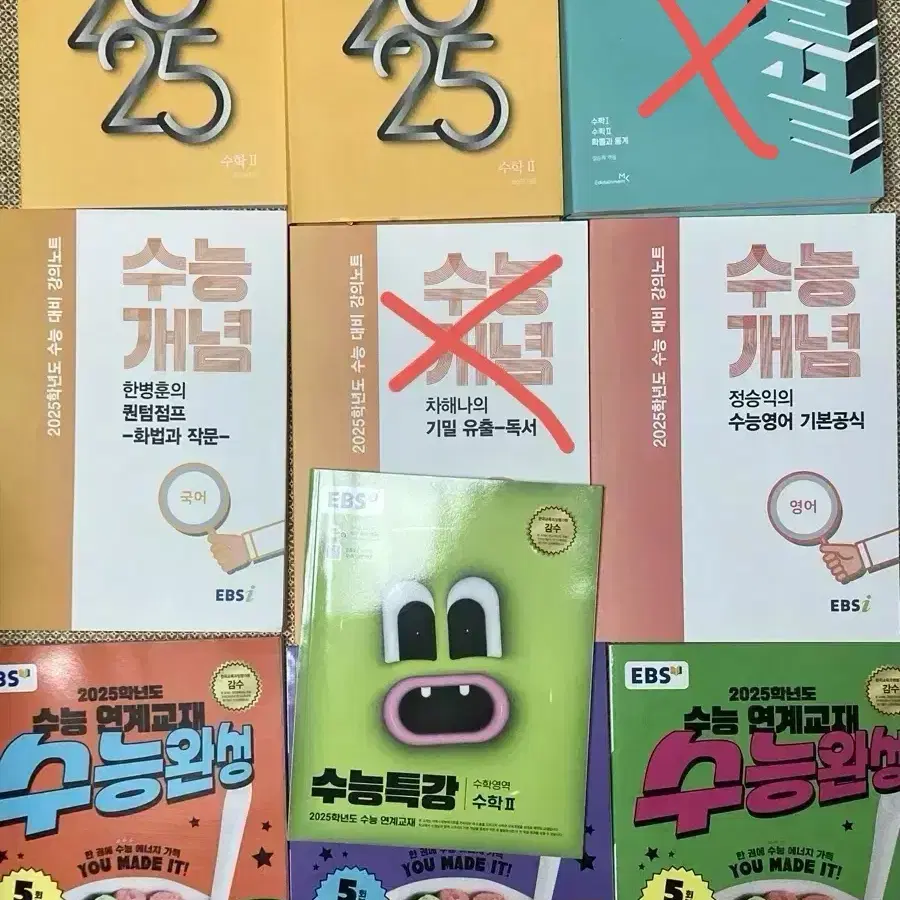 2025
수학 Ⅱ
2025
수학 Ⅱ
수학Ⅰ
수학Ⅱ
확률과 통계
2025학년도 수능 대비 강의노트
수능
개념
한병훈의
퀀텀점프
-화법과 작문-
국어
EBSi
2025학년도 수능 대비 강의노트
수능
개념
차해나의
기밀 유출-독서
2025학년도 수능 대비 강의노트
수능
개념
정승익의
수능영어 기본공식
영어
EBSi
EBS
감수
수능특강
수학영역
수학Ⅱ
2025학년도 수능 연계교재
BS
감수
2025학년도
수능 연계교재
수능완성
한 권에 수능 에너지 가득
YOU MADE IT!
5회
YOU MADE IT!
5회
EBS
감수
2025학년도
수능 연계교재
수능완성
한 권에 수능 에너지 가득
YOU MADE IT!
5회